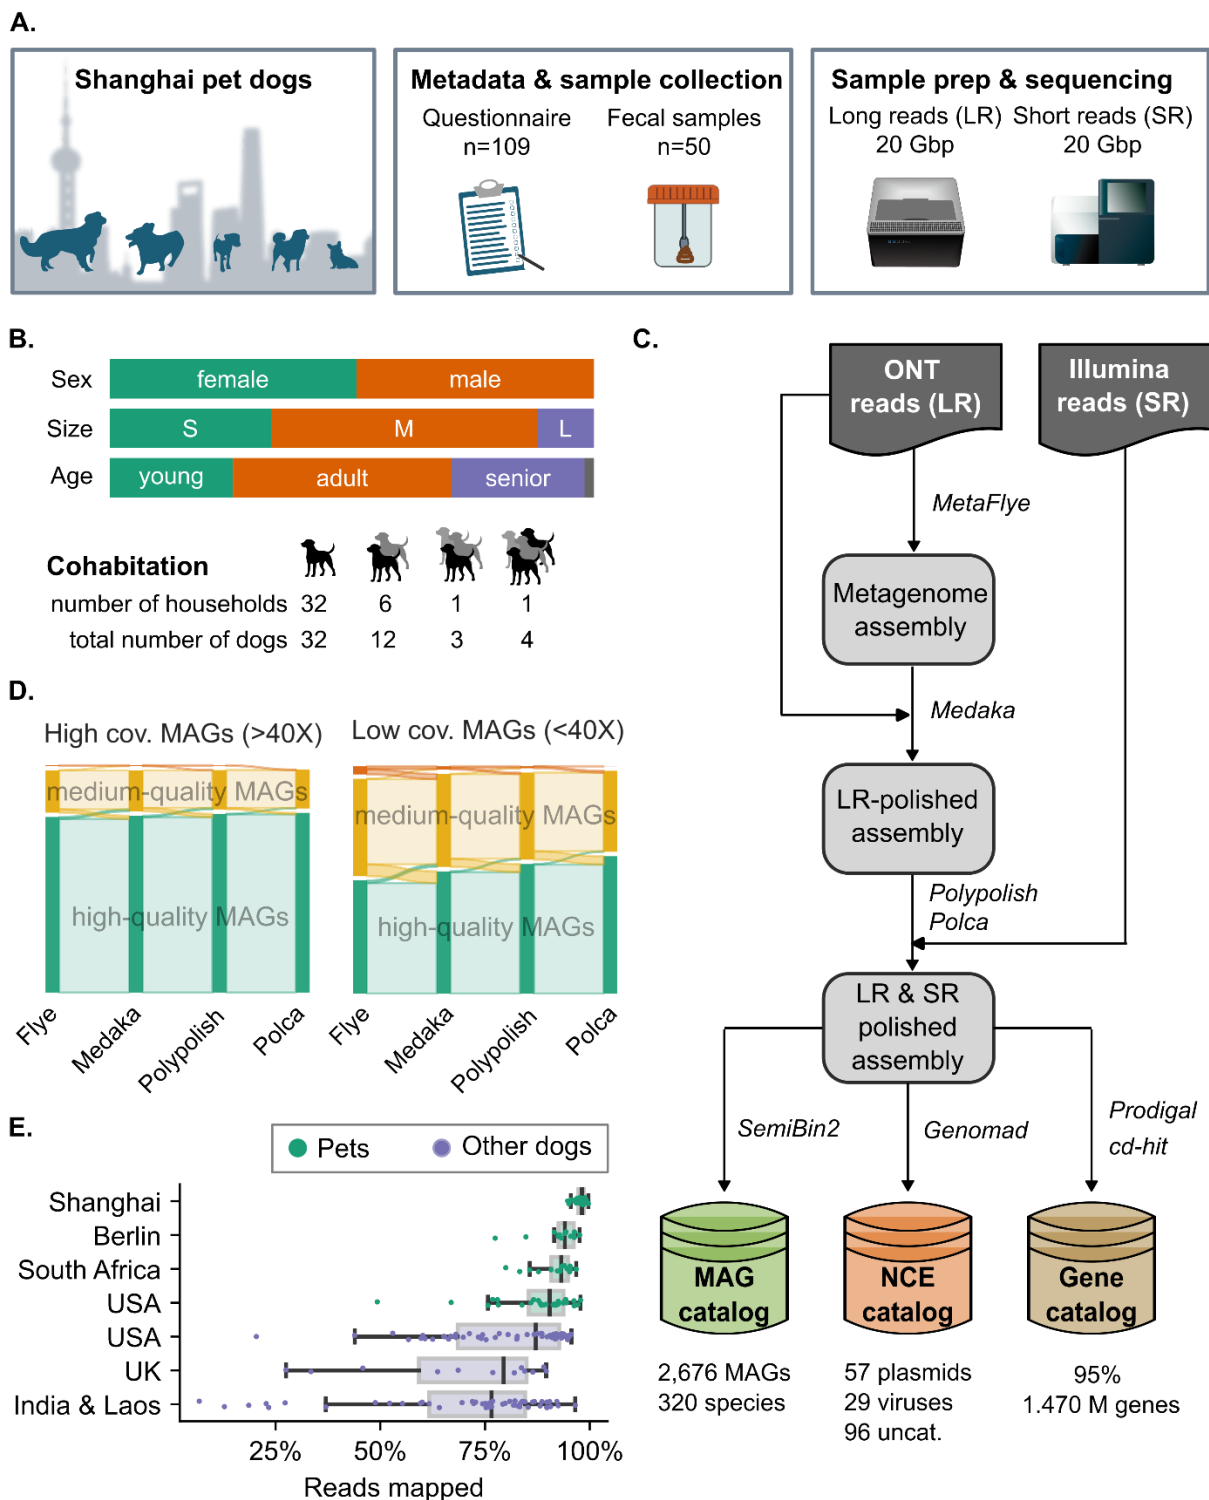 A.
Shanghai pet dogs
Metadata & sample collection
Questionnaire
n=109
Fecal samples
n=50
Sample prep & sequencing
Long reads (LR)
20 Gbp
Short reads (SR)
20 Gbp
B.
Sex female male
Size S M L
Age young adult senior
Cohabitation
number of households 32 6 1 1
total number of dogs 32 12 3 4
C.
ONT
reads (LR)
Illumina
reads (SR)
MetaFlye
Metagenome
assembly
Medaka
LR-polished
assembly
Polypolish
Polca
LR & SR
polished
assembly
SemiBin2
Genomad
Prodigal
cd-hit
MAG
catalog
NCE
catalog
Gene
catalog
2,676 MAGs
320 species
57 plasmids
29 viruses
96 uncat.
95%
1.470 M genes
D.
High cov. MAGs (>40X)
medium-quality MAGs
high-quality MAGs
Flye
Medaka
Polypolish
Polca
Low cov. MAGs (<40X)
medium-quality MAGs
high-quality MAGs
Flye
Medaka
Polypolish
Polca
E.
Pets Other dogs
Shanghai
Berlin
South Africa
USA
USA
UK
India & Laos
25% 50% 75% 100%
Reads mapped